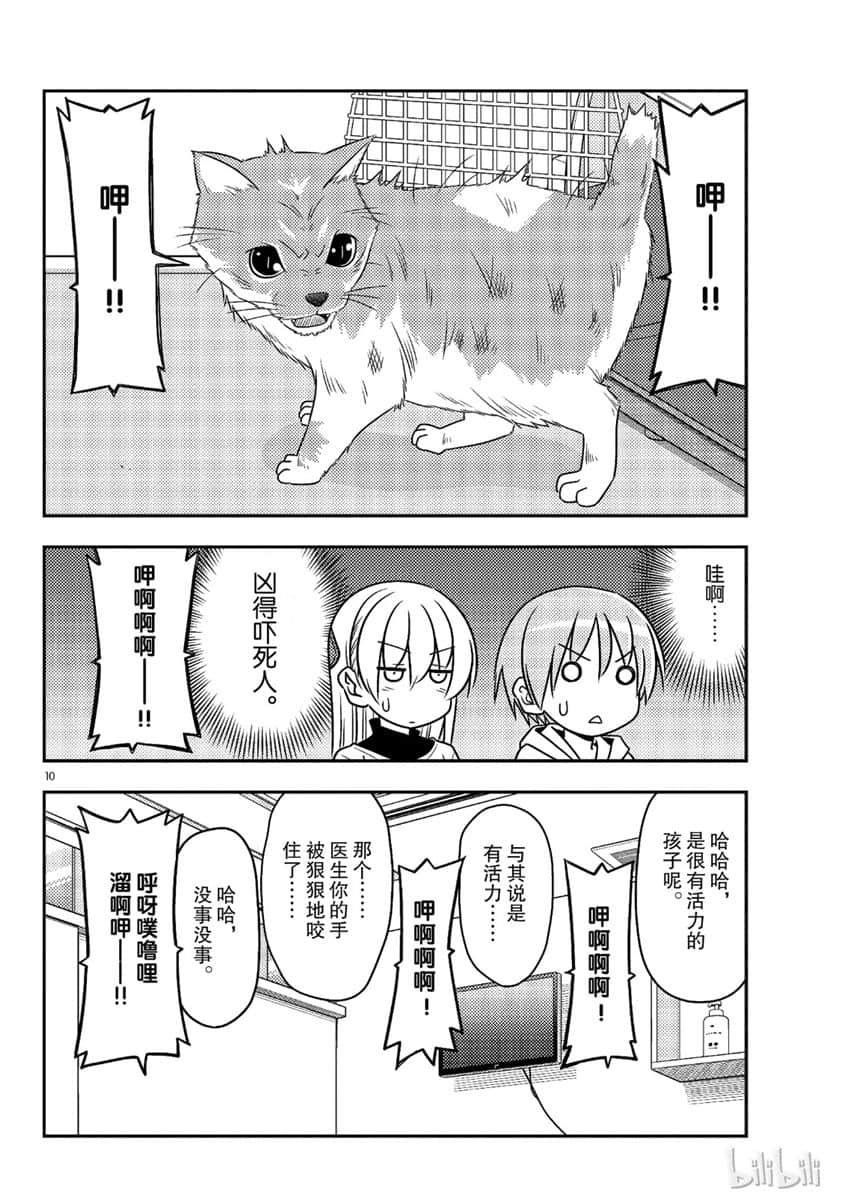 呷——!!
呷——!!
哇啊……
凶得吓死人。
呷啊啊啊——!!
10
哈哈哈，
是很有活力的
孩子呢。
呷啊啊啊！
与其说是
有活力……
呷啊啊啊！
那个……
医生你的手
被狠狠地咬
住了……
哈哈，
没事没事。
呼呀噗噜哩
溜啊呷——!!
bilibili